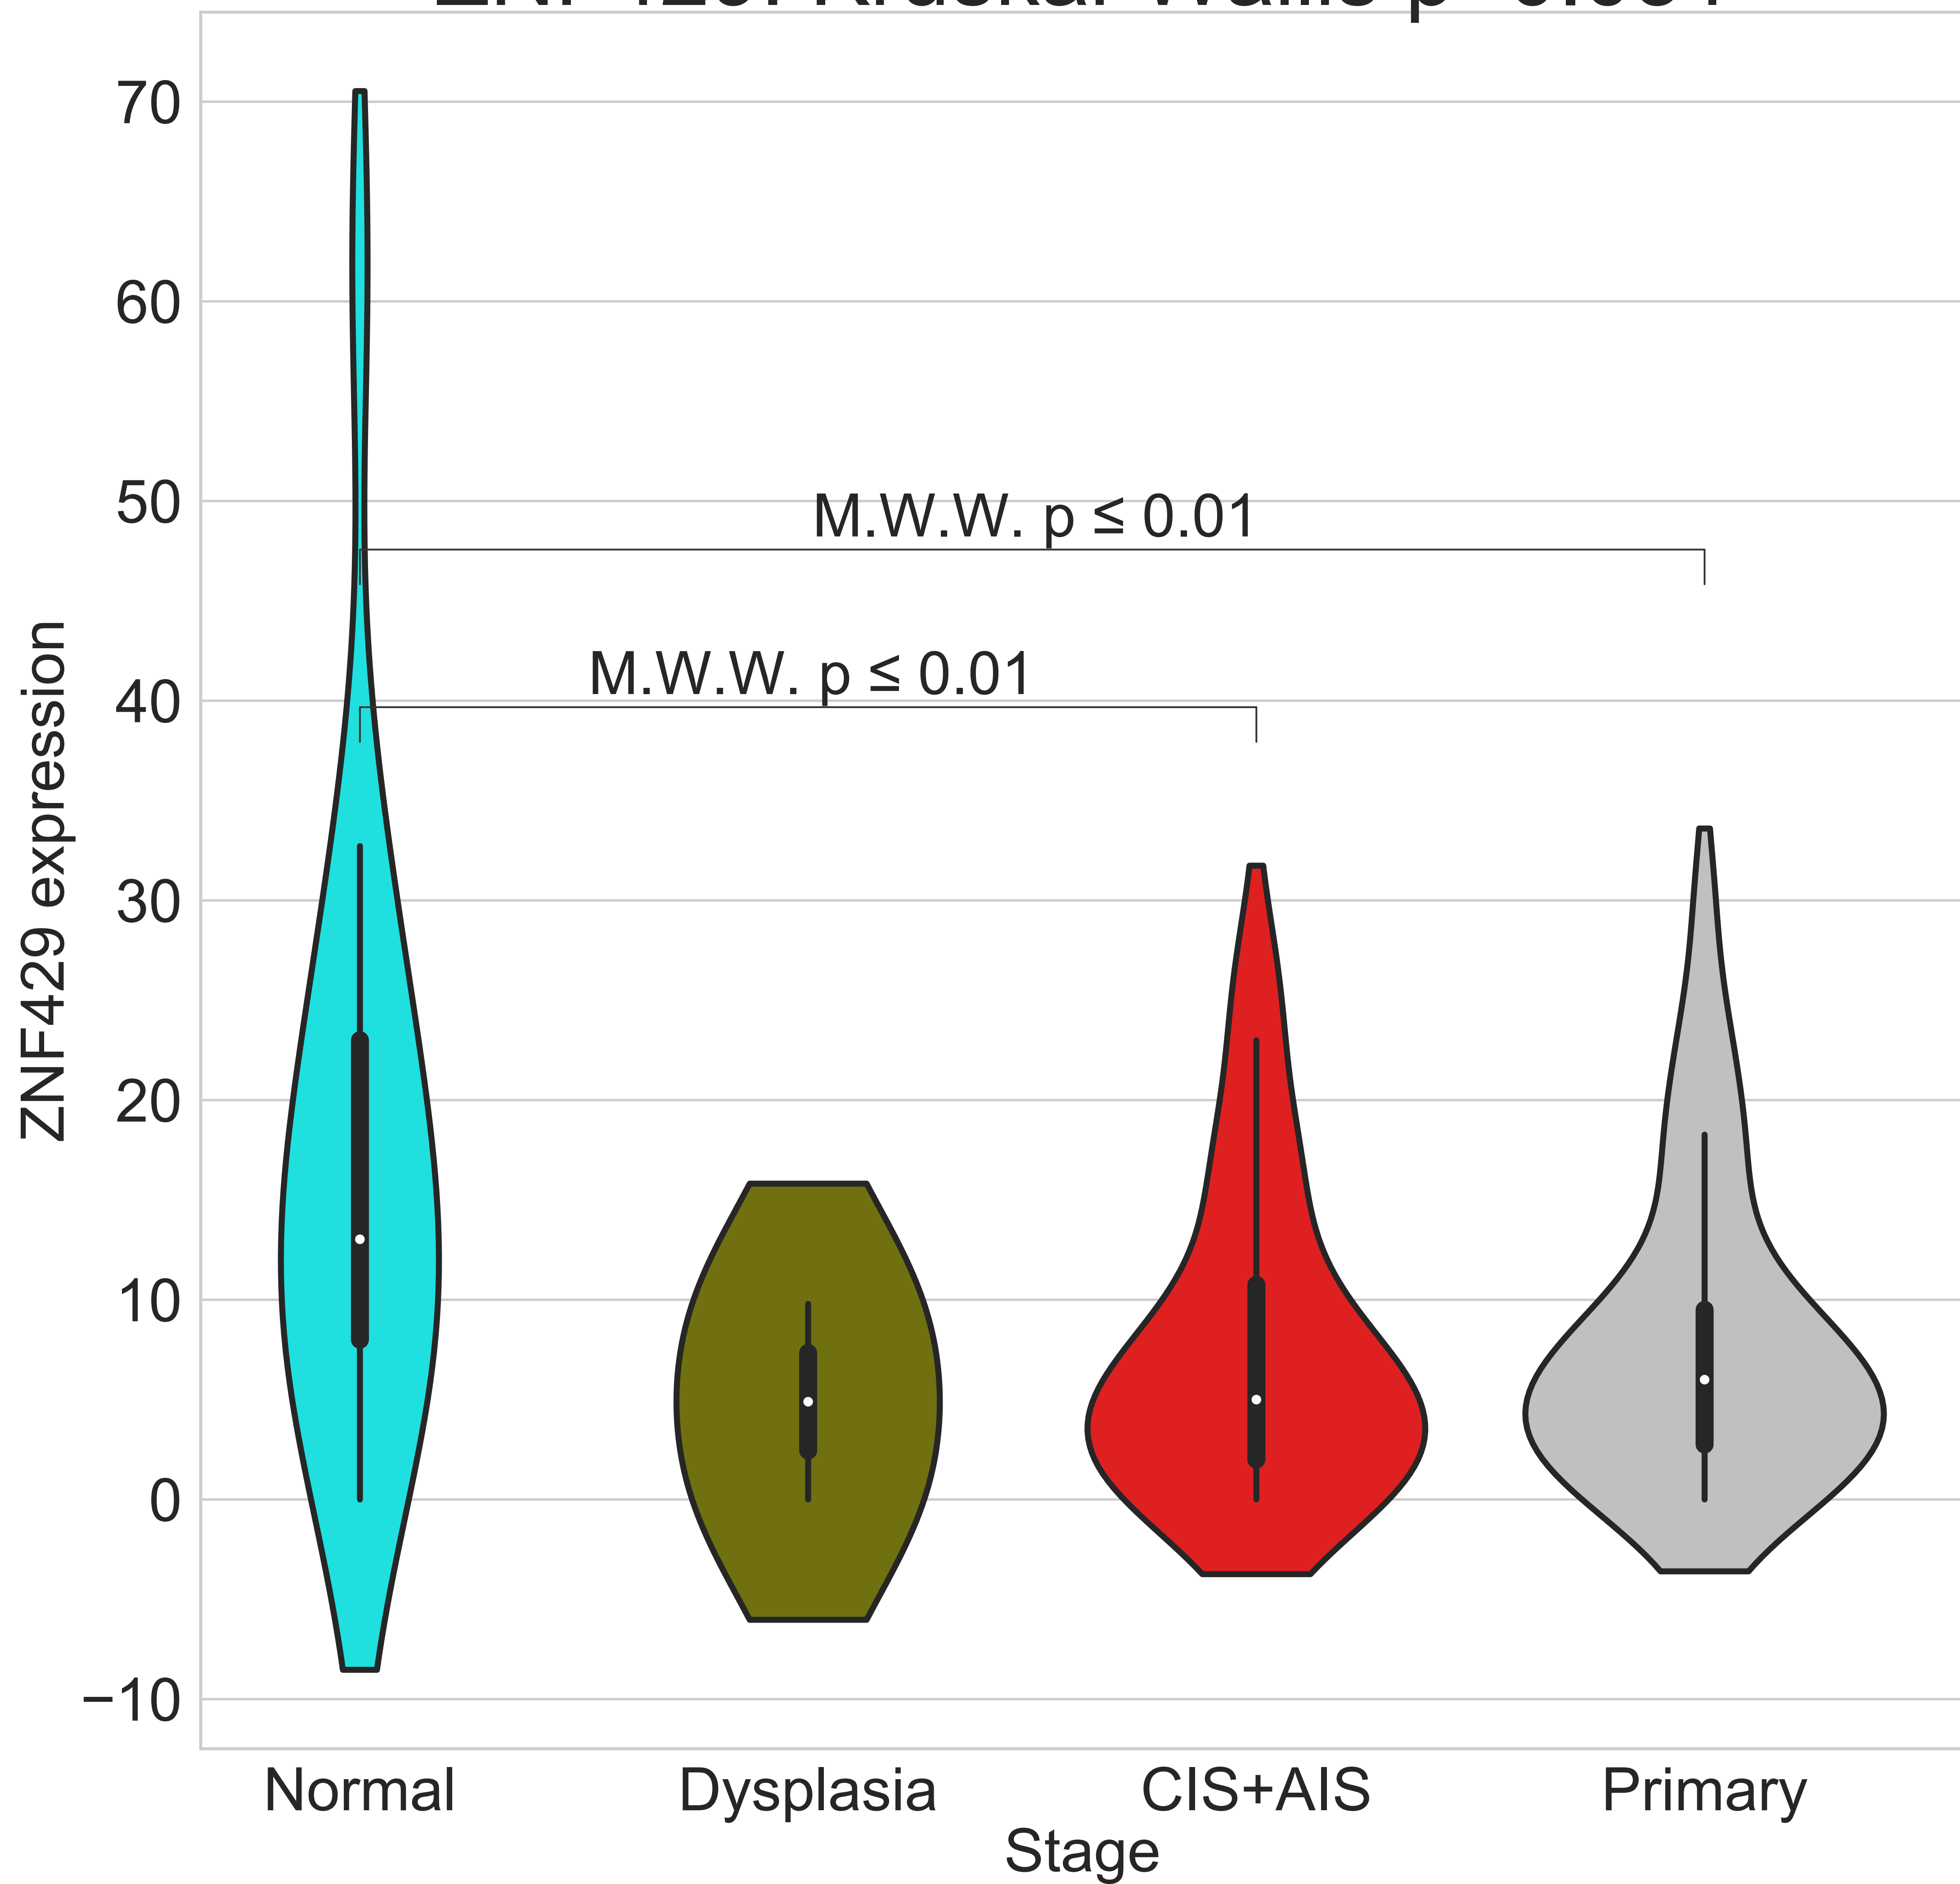 70
60
50
40
30
20
10
0
−10
ZNF429 expression
M.W.W. p ≤ 0.01
M.W.W. p ≤ 0.01
Normal Dysplasia CIS+AIS Primary
Stage